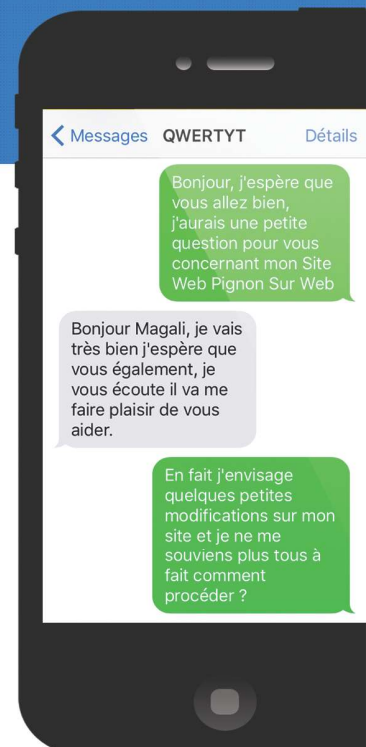 Messages QWERTYT Détails
Bonjour, j'espère que
vous allez bien,
j'aurais une petite
question pour vous
concernant mon Site
Web Pignon Sur Web
Bonjour Magali, je vais
très bien j'espère que
vous également, je
vous écoute il va me
faire plaisir de vous
aider.
En fait j'envisage
quelques petites
modifications sur mon
site et je ne me
souviens plus tous à
fait comment
procéder ?